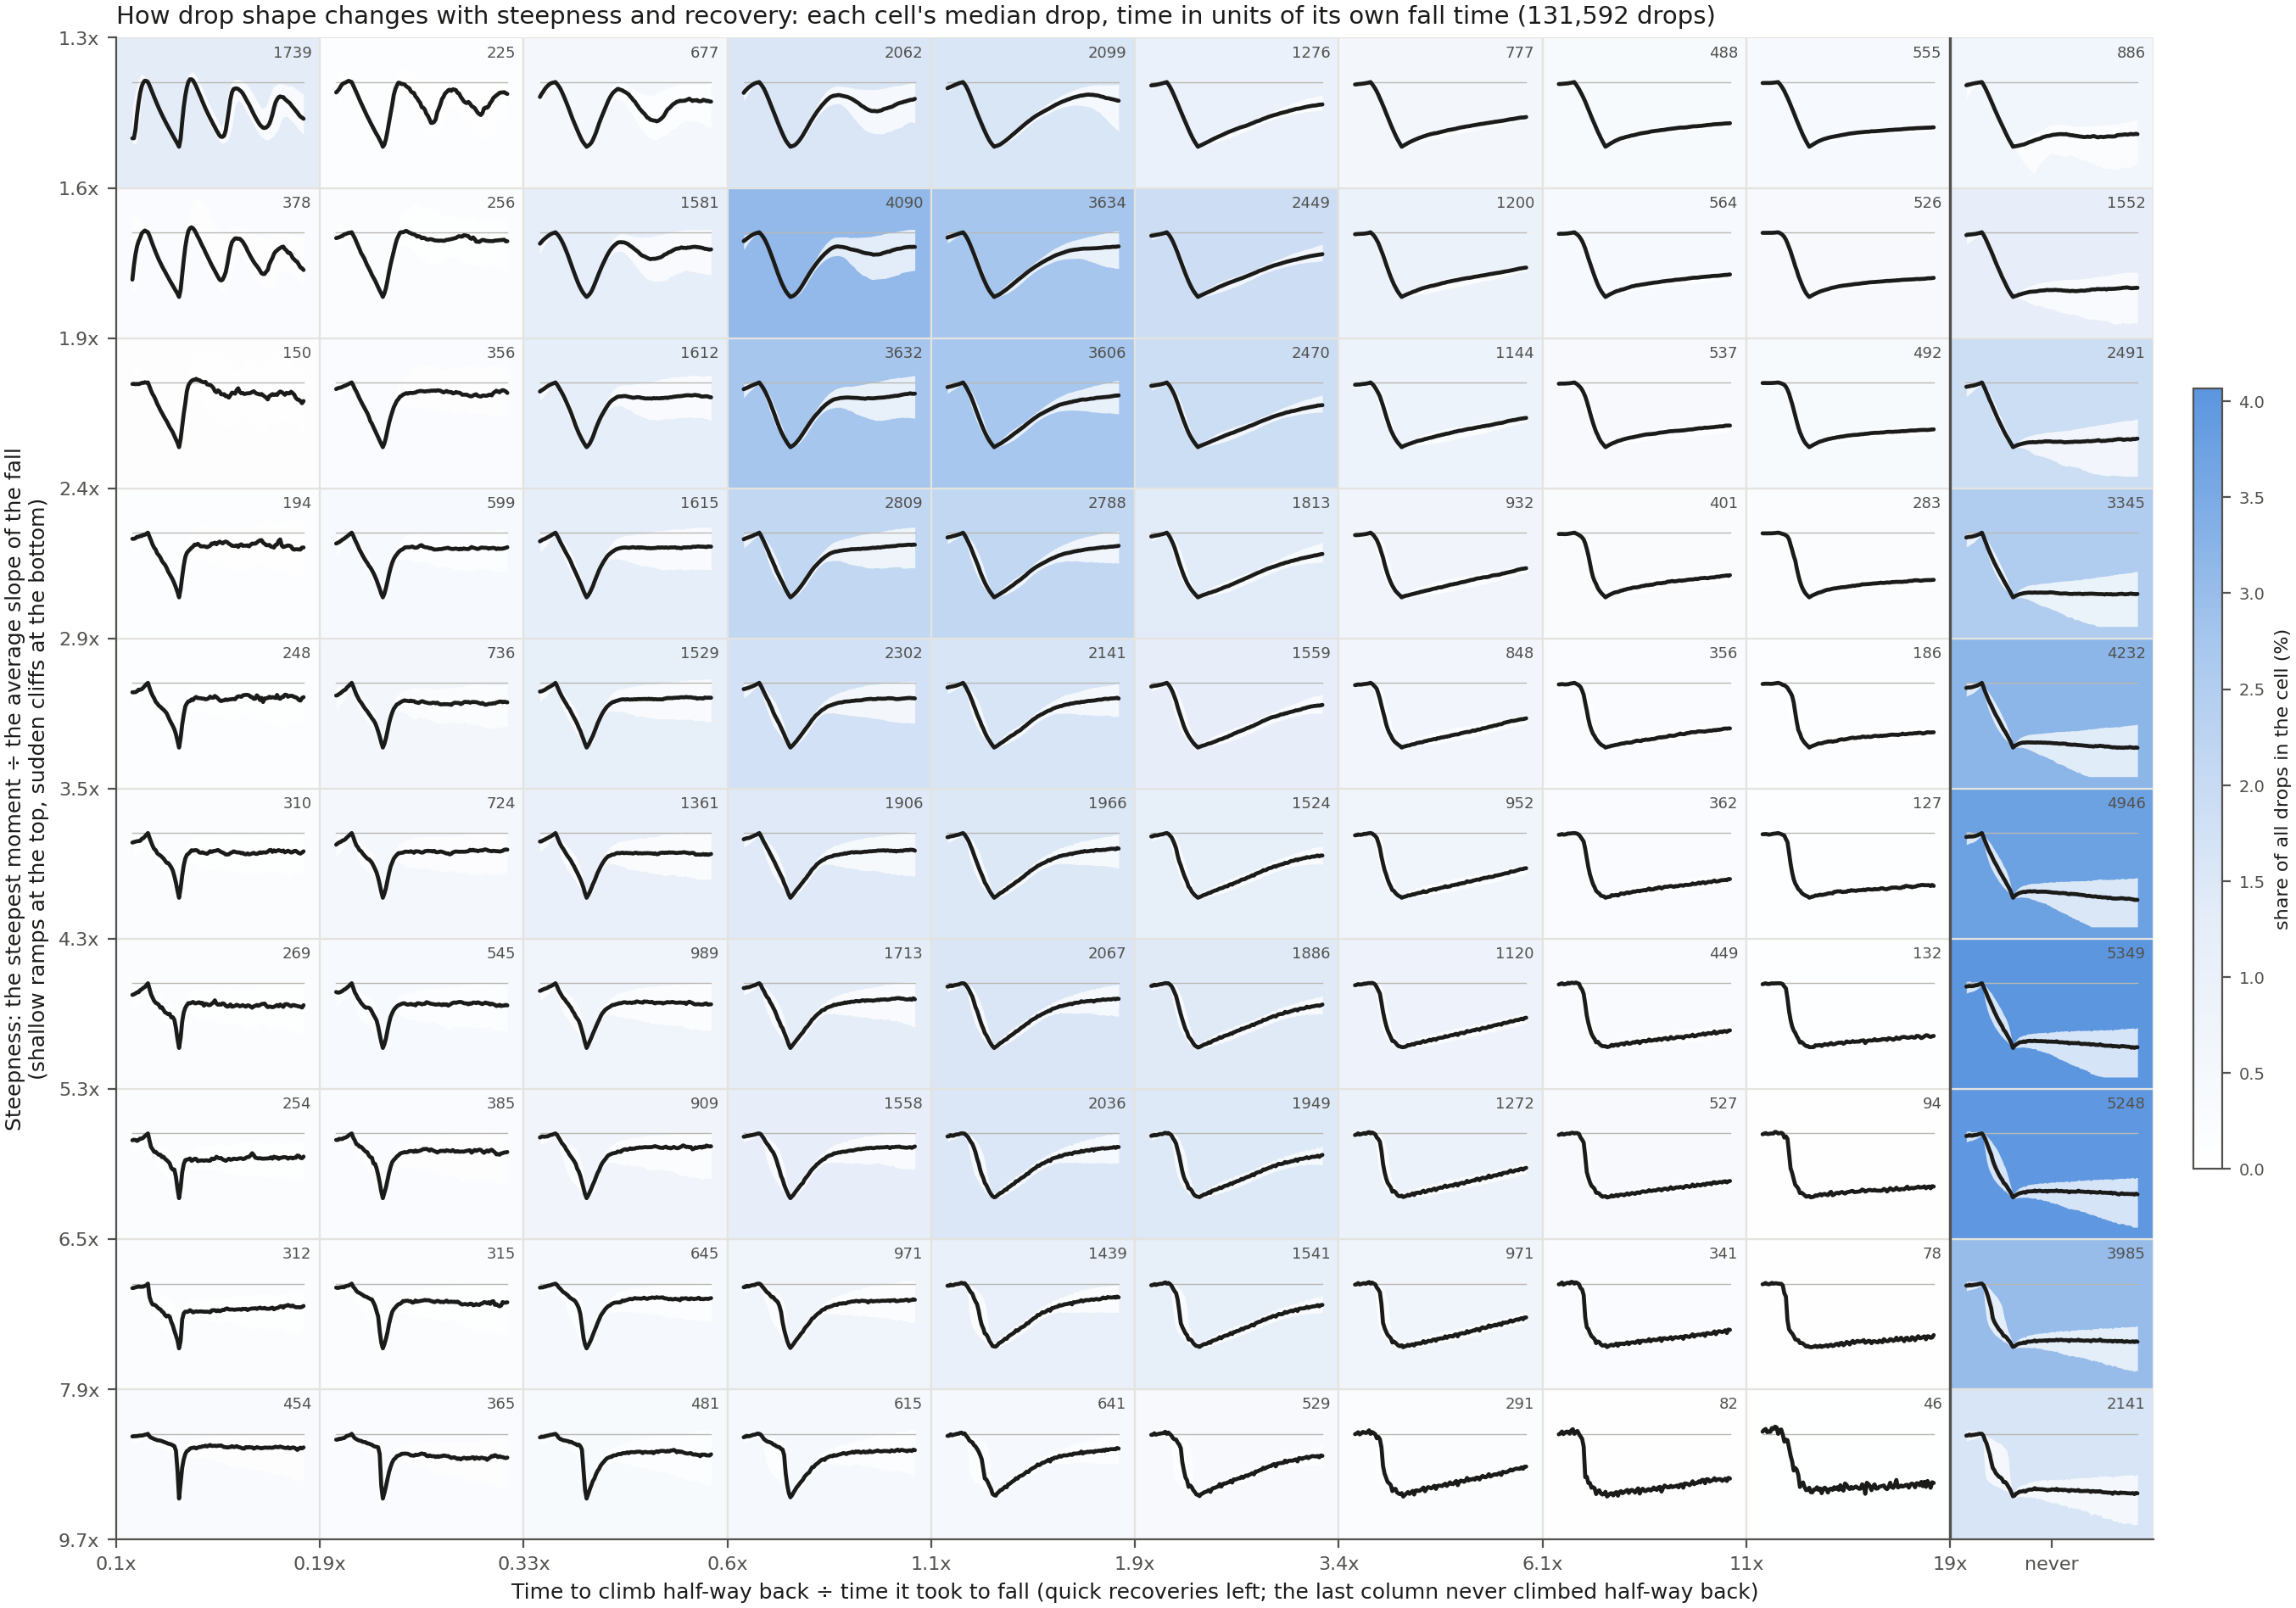 How drop shape changes with steepness and recovery: each cell's median drop, time in units of its own fall time (131,592 drops)
1.3x
1739 225 677 2062 2099 1276 777 488 555 886
1.6x
378 256 1581 4090 3634 2449 1200 564 526 1552
1.9x
150 356 1612 3632 3606 2470 1144 537 492 2491
2.4x
194 599 1615 2809 2788 1813 932 401 283 3345
2.9x
248 736 1529 2302 2141 1559 848 356 186 4232
3.5x
310 724 1361 1906 1966 1524 952 362 127 4946
4.3x
269 545 989 1713 2067 1886 1120 449 132 5349
5.3x
254 385 909 1558 2036 1949 1272 527 94 5248
6.5x
312 315 645 971 1439 1541 971 341 78 3985
7.9x
454 365 481 615 641 529 291 82 46 2141
9.7x
0.1x 0.19x 0.33x 0.6x 1.1x 1.9x 3.4x 6.1x 11x 19x never
Time to climb half-way back ÷ time it took to fall (quick recoveries left; the last column never climbed half-way back)
Steepness: the steepest moment ÷ the average slope of the fall
(shallow ramps at the top, sudden cliffs at the bottom)
4.0
3.5
3.0
2.5
2.0
1.5
1.0
0.5
0.0
share of all drops in the cell (%)